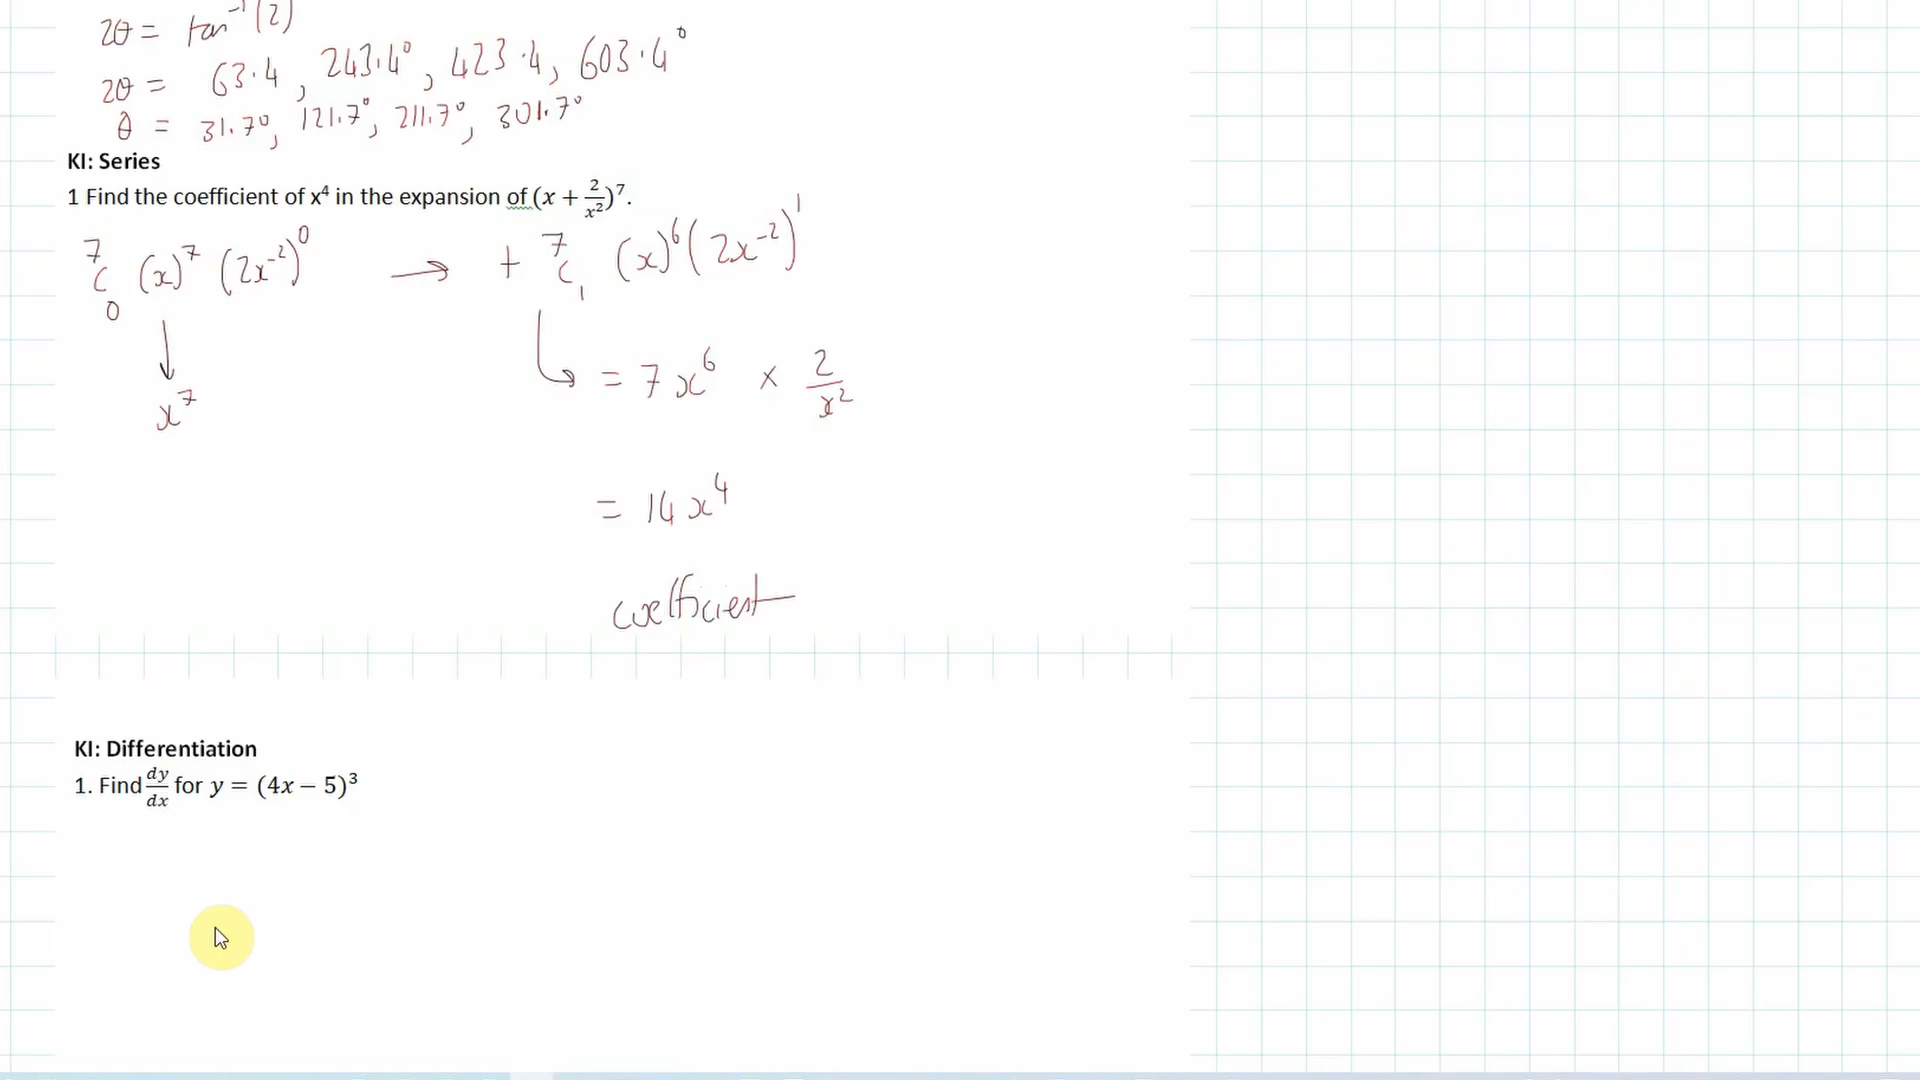 2θ = tan⁻¹(2)
2θ = 63.4, 243.4°, 423.4, 603.4°
θ = 31.7°, 121.7°, 211.7°, 301.7°
KI: Series
1 Find the coefficient of x⁴ in the expansion of (x + 2/x²)⁷.
⁷C₀ (x)⁷ (2x⁻²)⁰ → + ⁷C₁ (x)⁶ (2x⁻²)¹
↓ ↳ = 7x⁶ × 2/x²
x⁷
= 14x⁴
coefficient
KI: Differentiation
1. Find dy/dx for y = (4x − 5)³